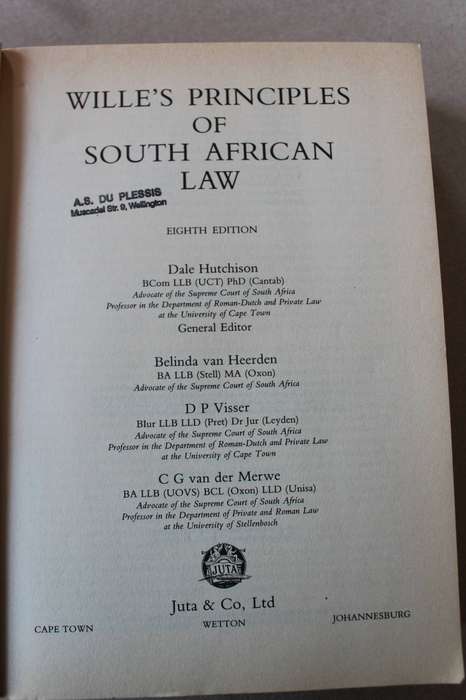 WILLE'S PRINCIPLES
OF
SOUTH AFRICAN
LAW
A.S. DU PLESSIS
Muscadel Str. 9, Wellington
EIGHTH EDITION
Dale Hutchison
BCom LLB (UCT) PhD (Cantab)
Advocate of the Supreme Court of South Africa
Professor in the Department of Roman-Dutch and Private Law
at the University of Cape Town
General Editor
Belinda van Heerden
BA LLB (Stell) MA (Oxon)
Advocate of the Supreme Court of South Africa
D P Visser
Blur LLB LLD (Pret) Dr Jur (Leyden)
Advocate of the Supreme Court of South Africa
Professor in the Department of Roman-Dutch and Private Law
at the University of Cape Town
C G van der Merwe
BA LLB (UOVS) BCL (Oxon) LLD (Unisa)
Advocate of the Supreme Court of South Africa
Professor in the Department of Private and Roman Law
at the University of Stellenbosch
JUTA
Juta & Co, Ltd
CAPE TOWN
WETTON
JOHANNESBURG